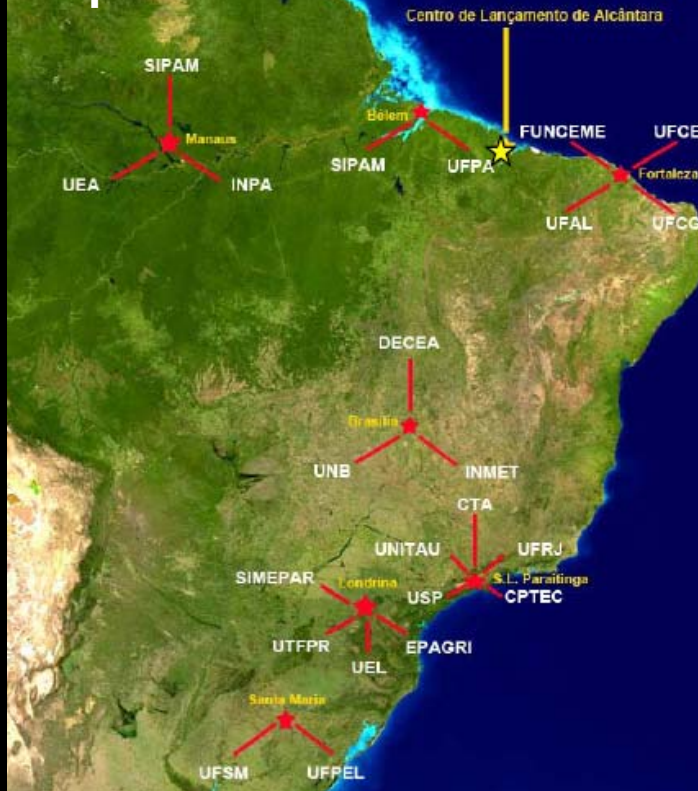 Centro de Lançamento de Alcântara
SIPAM
Bélem
Manaus
FUNCEME
UFCE
SIPAM
UFPA
Fortaleza
UEA
INPA
UFAL
UFCG
DECEA
Brasília
UNB
INMET
CTA
UNITAU
UFRJ
SIMEPAR
Londrina
S.L. Paraitinga
USP
CPTEC
UTFPR
EPAGRI
UEL
Santa Maria
UFSM
UFPEL